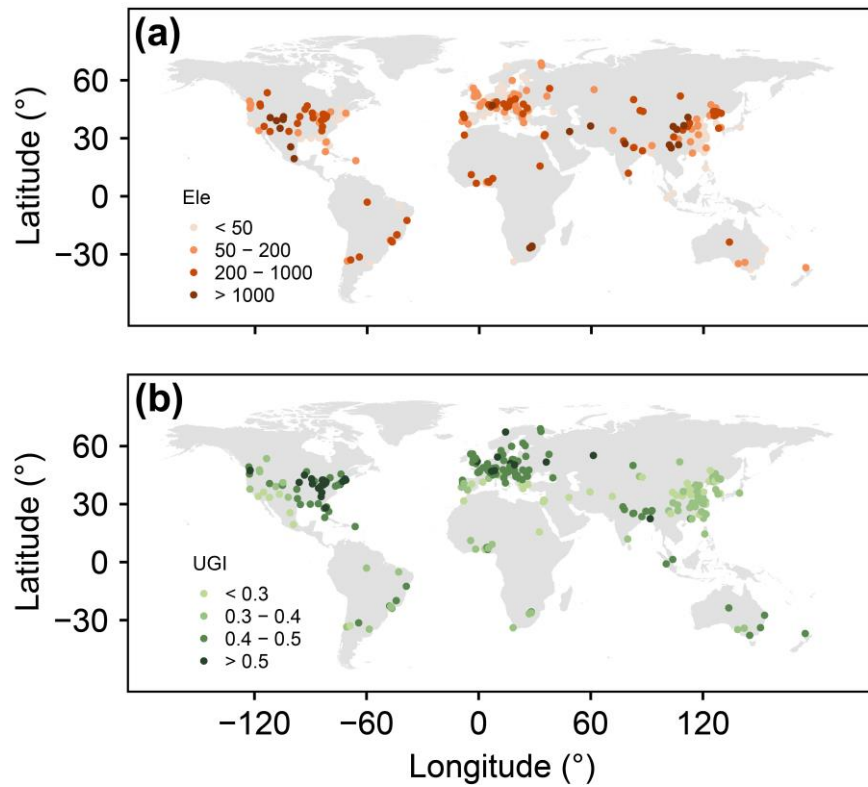 (a)
60
30
0
−30
Latitude (°)
Ele
< 50
50 − 200
200 − 1000
> 1000
(b)
60
30
0
−30
Latitude (°)
UGI
< 0.3
0.3 − 0.4
0.4 − 0.5
> 0.5
−120 −60 0 60 120
Longitude (°)